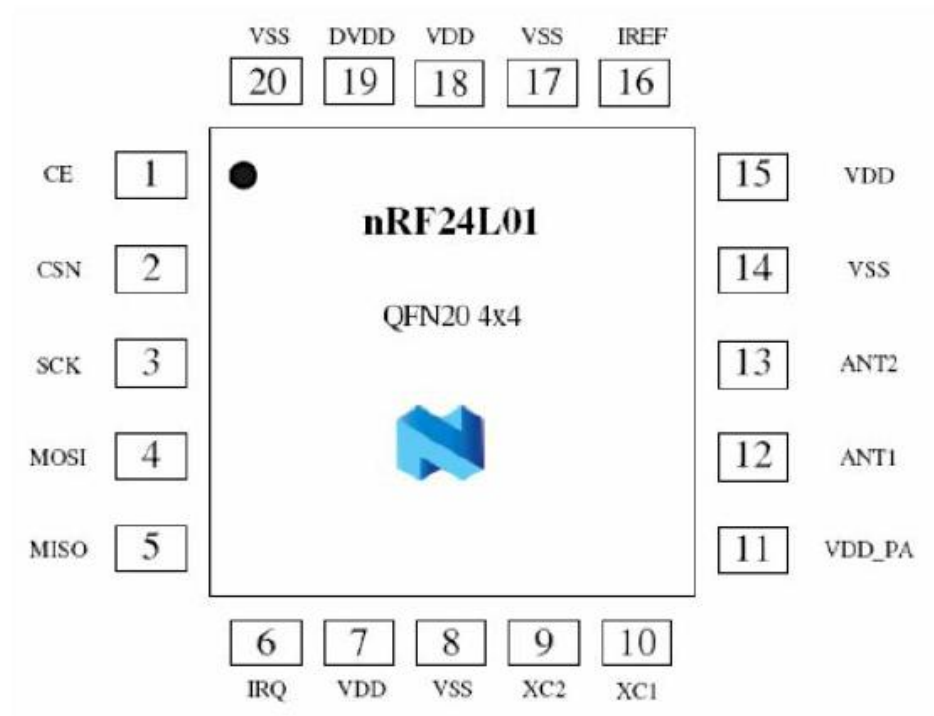 VSS DVDD VDD VSS IREF
20 19 18 17 16
CE 1 15 VDD
nRF24L01
CSN 2 14 VSS
QFN20 4x4
SCK 3 13 ANT2
MOSI 4 12 ANT1
MISO 5 11 VDD_PA
6 7 8 9 10
IRQ VDD VSS XC2 XC1